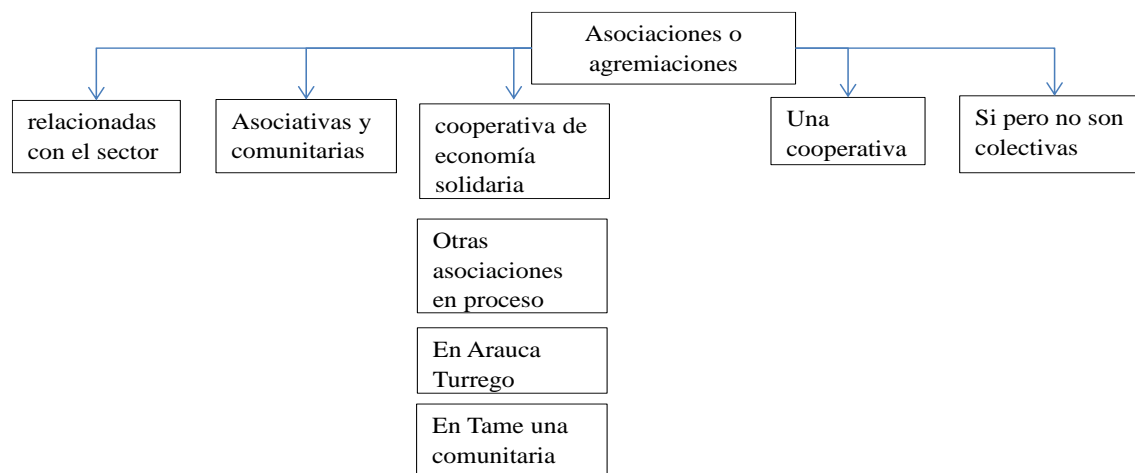 Asociaciones o
agremiaciones
relacionadas
con el sector
Asociativas y
comunitarias
cooperativa de
economía
solidaria
Una
cooperativa
Si pero no son
colectivas
Otras
asociaciones
en proceso
En Arauca
Turrego
En Tame una
comunitaria